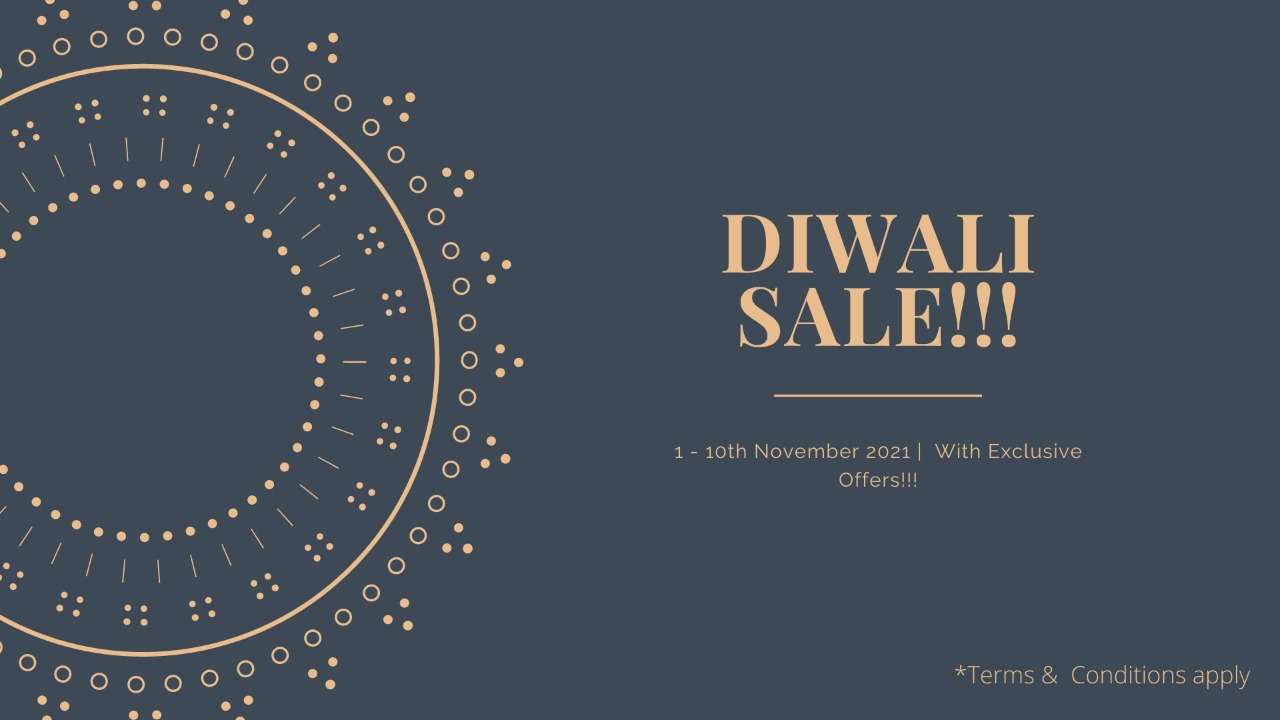 DIWALI
SALE!!!
1 - 10th November 2021 | With Exclusive
Offers!!!
*Terms & Conditions apply